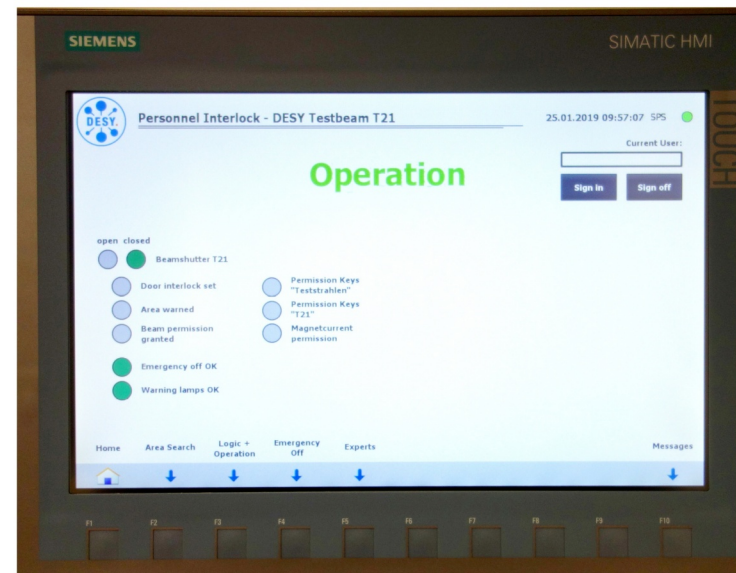 SIEMENS
SIMATIC HMI
TOUCH
DESY.
Personnel Interlock - DESY Testbeam T21
25.01.2019 09:57:07 SPS
Current User:
Operation
Sign in
Sign off
open closed
Beamshutter T21
Door interlock set
Area warned
Beam permission
granted
Emergency off OK
Warning lamps OK
Permission Keys
"Teststrahlen"
Permission Keys
"T21"
Magnetcurrent
permission
Home
Area Search
Logic +
Operation
Emergency
Off
Experts
Messages
F1 F2 F3 F4 F5 F6 F7 F8 F9 F10